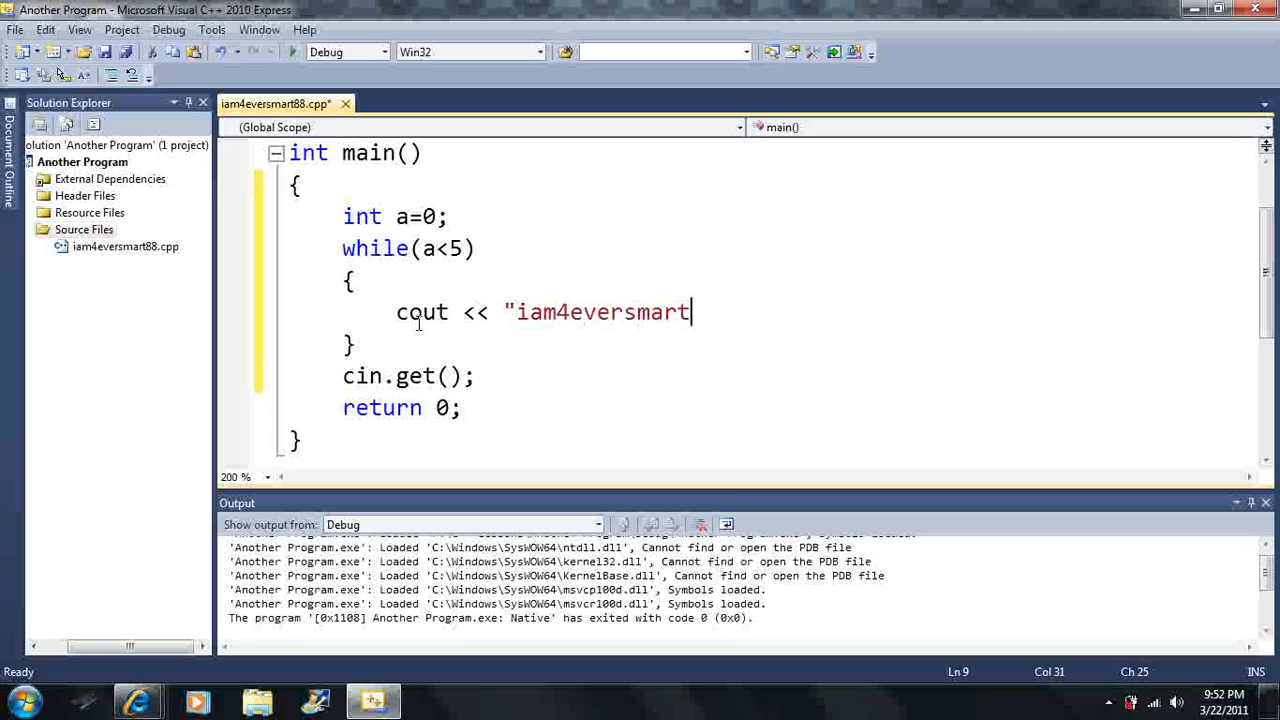 Another Program - Microsoft Visual C++ 2010 Express
File Edit View Project Debug Tools Window Help
Debug Win32
Solution Explorer
iam4eversmart88.cpp*
Document Outline
(Global Scope) main()
olution 'Another Program' (1 project)
Another Program
External Dependencies
Header Files
Resource Files
Source Files
iam4eversmart88.cpp
int main()
{
int a=0;
while(a<5)
{
cout << "iam4eversmart
}
cin.get();
return 0;
}
200 %
Output
Show output from: Debug
'Another Program.exe': Loaded 'C:\Windows\SysWOW64\ntdll.dll', Cannot find or open the PDB file
'Another Program.exe': Loaded 'C:\Windows\SysWOW64\kernel32.dll', Cannot find or open the PDB file
'Another Program.exe': Loaded 'C:\Windows\SysWOW64\KernelBase.dll', Cannot find or open the PDB file
'Another Program.exe': Loaded 'C:\Windows\SysWOW64\msvcp100d.dll', Symbols loaded.
'Another Program.exe': Loaded 'C:\Windows\SysWOW64\msvcr100d.dll', Symbols loaded.
The program '[0x1108] Another Program.exe: Native' has exited with code 0 (0x0).
Ready Ln 9 Col 31 Ch 25 INS
9:52 PM
3/22/2011